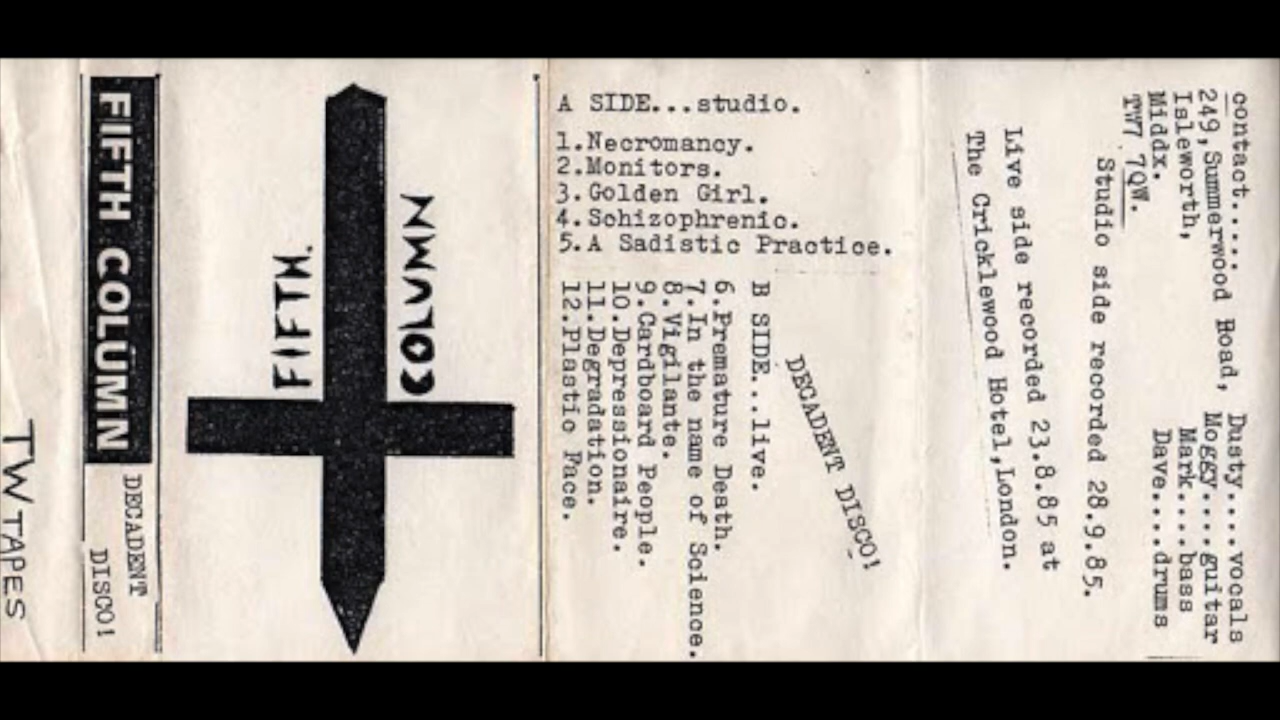 TW TAPES
FIFTH COLUMN
DECADENT
DISCO!
FIFTH.
COLUMN
A SIDE...studio.
1.Necromancy.
2.Monitors.
3.Golden Girl.
4.Schizophrenic.
5.A Sadistic Practice.
B SIDE...live.
6.Premature Death.
7.In the name of Science.
8.Vigilante.
9.Cardboard People.
10.Depressionaire.
11.Degradation.
12.Plastic Face.
DECADENT DISCO!
contact.....
249,Summerwood Road,
Isleworth,
Middx.
TW7 7QW.
Dusty....vocals
Moggy....guitar
Mark....bass
Dave....drums
Studio side recorded 28.9.85.
Live side recorded 23.8.85 at
The Cricklewood Hotel,London.